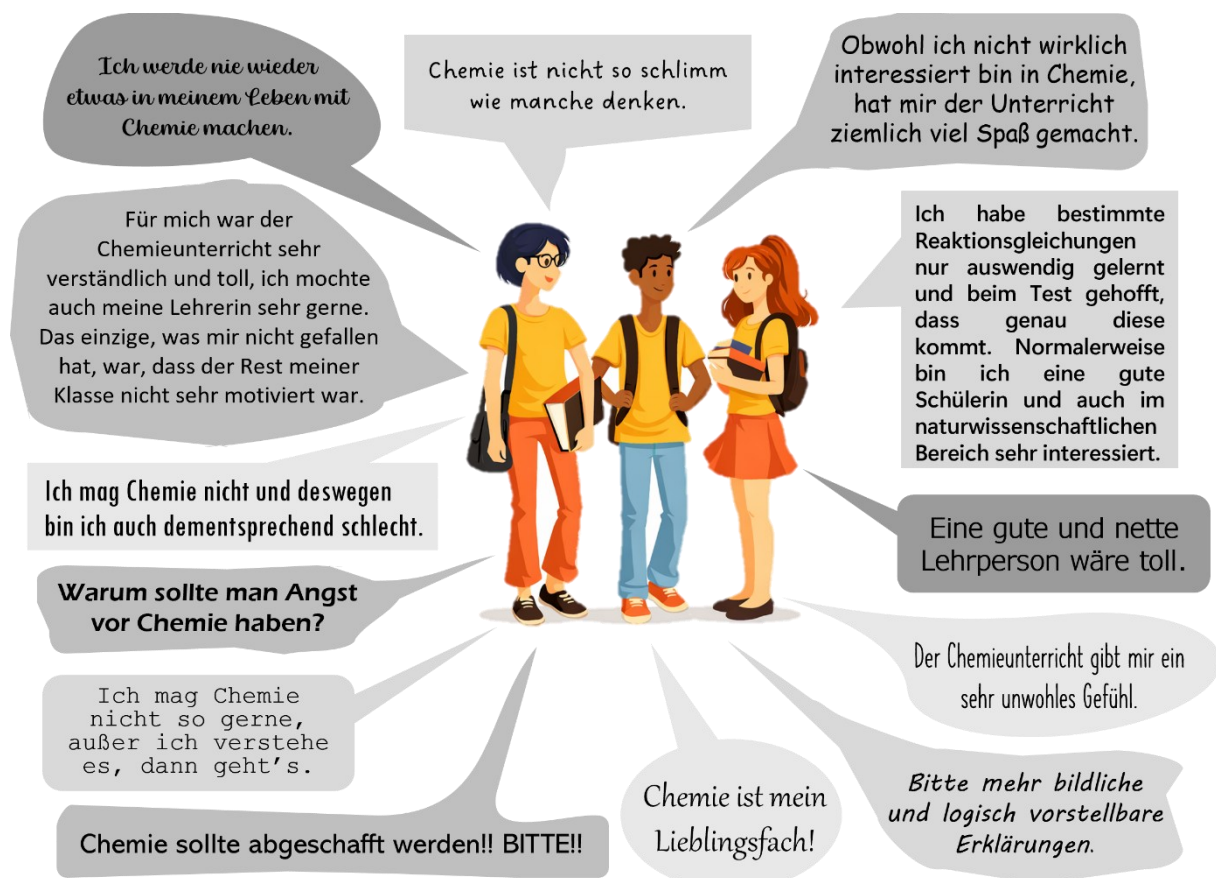 Ich werde nie wieder
etwas in meinem Leben mit
Chemie machen.
Chemie ist nicht so schlimm
wie manche denken.
Obwohl ich nicht wirklich
interessiert bin in Chemie,
hat mir der Unterricht
ziemlich viel Spaß gemacht.
Für mich war der
Chemieunterricht sehr
verständlich und toll, ich mochte
auch meine Lehrerin sehr gerne.
Das einzige, was mir nicht gefallen
hat, war, dass der Rest meiner
Klasse nicht sehr motiviert war.
Ich habe bestimmte
Reaktionsgleichungen
nur auswendig gelernt
und beim Test gehofft,
dass genau diese
kommt. Normalerweise
bin ich eine gute
Schülerin und auch im
naturwissenschaftlichen
Bereich sehr interessiert.
Ich mag Chemie nicht und deswegen
bin ich auch dementsprechend schlecht.
Eine gute und nette
Lehrperson wäre toll.
Warum sollte man Angst
vor Chemie haben?
Der Chemieunterricht gibt mir ein
sehr unwohles Gefühl.
Ich mag Chemie
nicht so gerne,
außer ich verstehe
es, dann geht's.
Chemie ist mein
Lieblingsfach!
Bitte mehr bildliche
und logisch vorstellbare
Erklärungen.
Chemie sollte abgeschafft werden!! BITTE!!